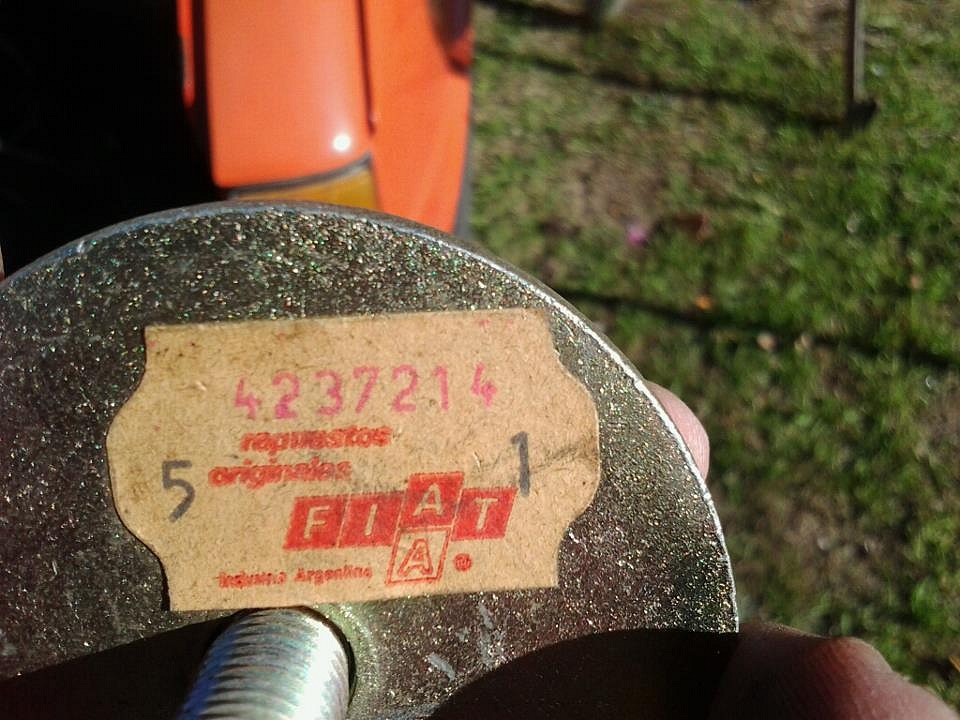 4237214
repuestos
originales
5 1
FIAT
A ®
Industria Argentina